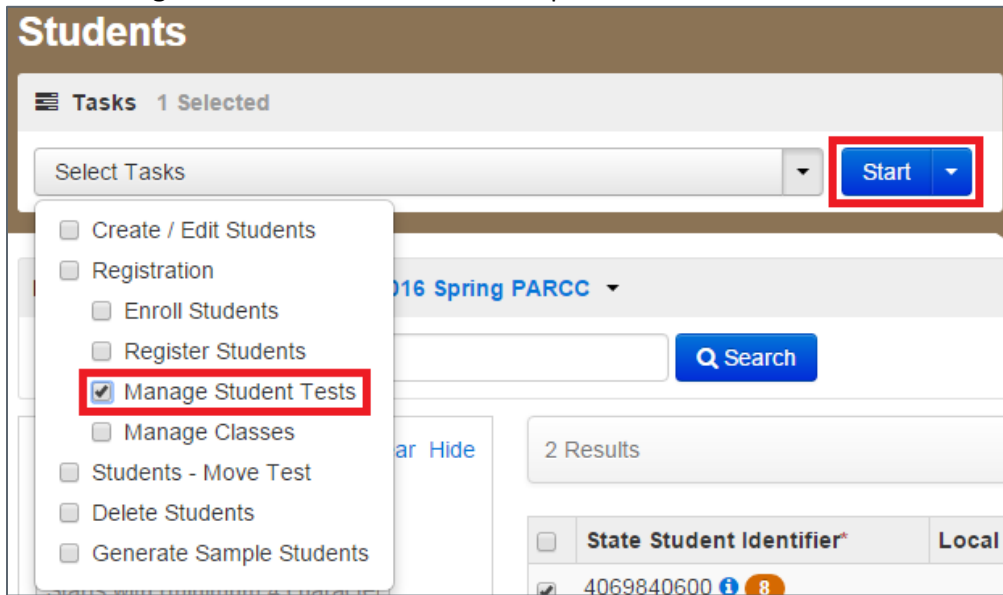 Students
Tasks 1 Selected
Select Tasks
Start
Create / Edit Students
Registration
Enroll Students
Register Students
Manage Student Tests
Manage Classes
Students - Move Test
Delete Students
Generate Sample Students
016 Spring PARCC
Search
ar Hide
2 Results
State Student Identifier* Local
4069840600 8